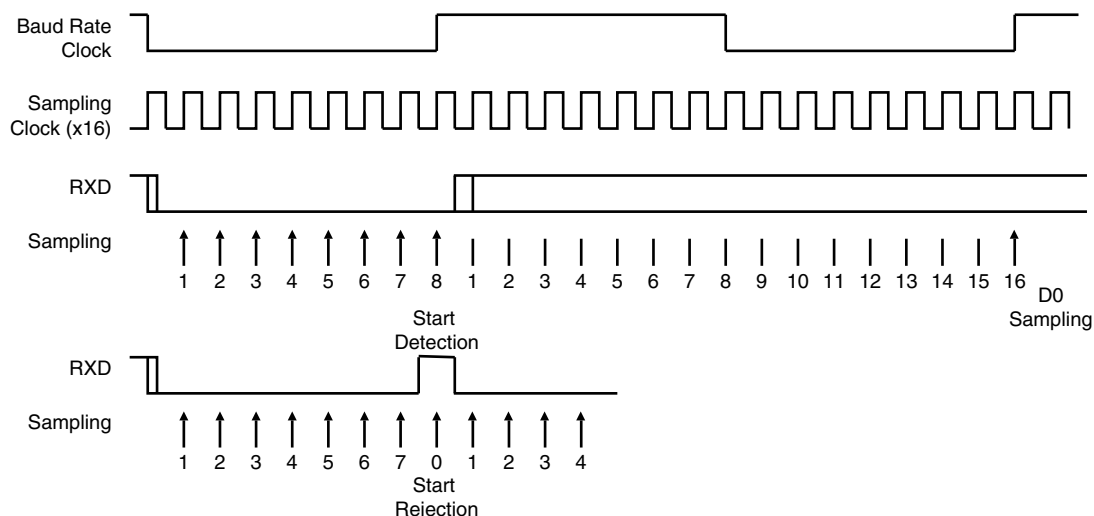 Baud Rate
Clock
Sampling
Clock (x16)
RXD
Sampling
1 2 3 4 5 6 7 8 1 2 3 4 5 6 7 8 9 10 11 12 13 14 15 16
D0
Sampling
Start
Detection
RXD
Sampling
1 2 3 4 5 6 7 0 1 2 3 4
Start
Rejection